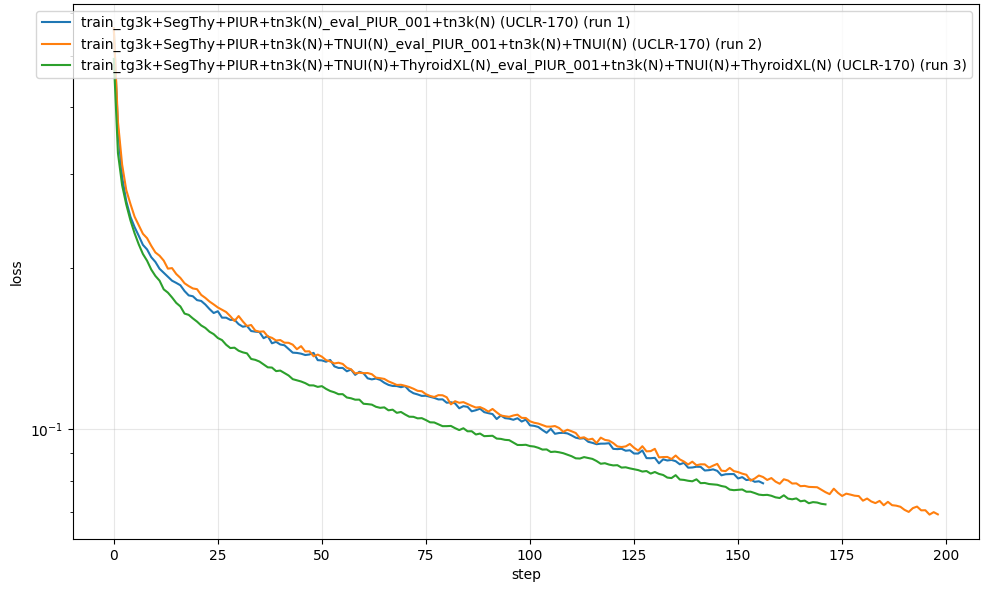 train_tg3k+SegThy+PIUR+tn3k(N)_eval_PIUR_001+tn3k(N) (UCLR-170) (run 1)
train_tg3k+SegThy+PIUR+tn3k(N)+TNUI(N)_eval_PIUR_001+tn3k(N)+TNUI(N) (UCLR-170) (run 2)
train_tg3k+SegThy+PIUR+tn3k(N)+TNUI(N)+ThyroidXL(N)_eval_PIUR_001+tn3k(N)+TNUI(N)+ThyroidXL(N) (UCLR-170) (run 3)
loss
10⁻¹
0 25 50 75 100 125 150 175 200
step